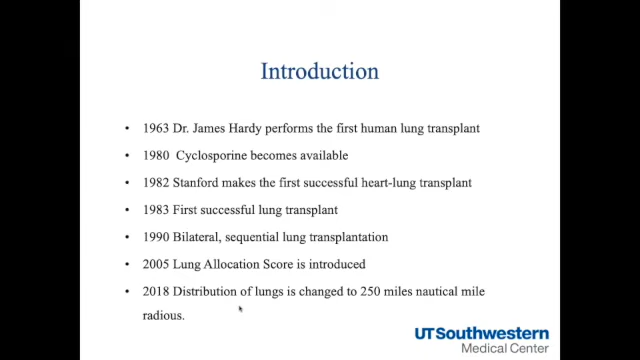 Introduction
• 1963 Dr. James Hardy performs the first human lung transplant
• 1980 Cyclosporine becomes available
• 1982 Stanford makes the first successful heart-lung transplant
• 1983 First successful lung transplant
• 1990 Bilateral, sequential lung transplantation
• 2005 Lung Allocation Score is introduced
• 2018 Distribution of lungs is changed to 250 miles nautical mile
radious.
UTSouthwestern
Medical Center